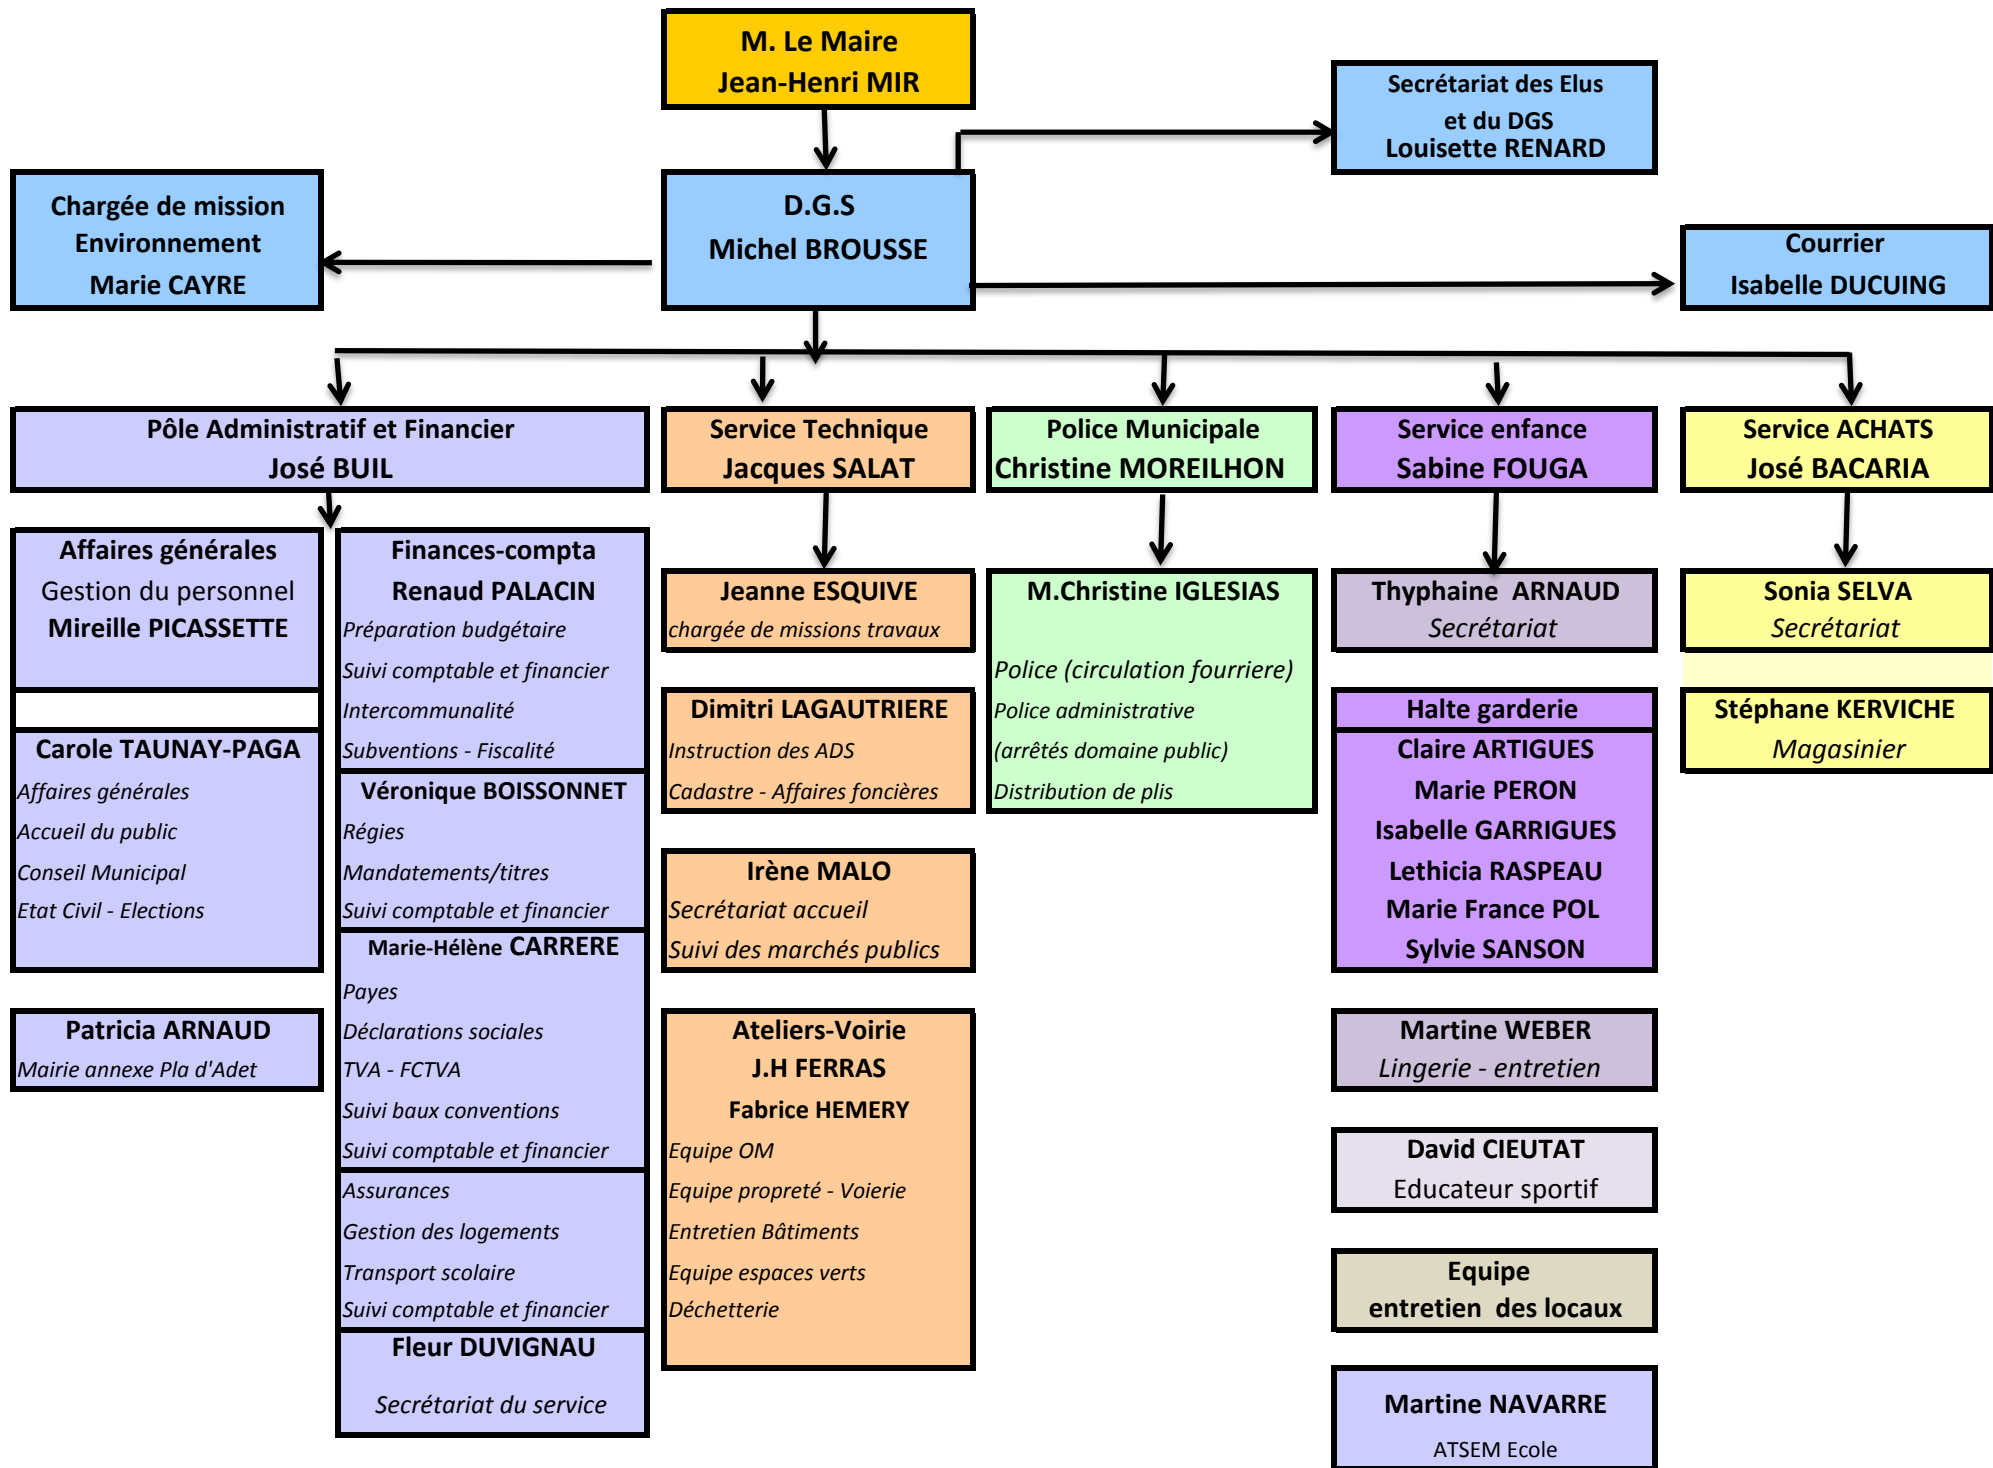 M. Le Maire
Jean-Henri MIR
Secrétariat des Elus
et du DGS
Louisette RENARD
Chargée de mission
Environnement
Marie CAYRE
D.G.S
Michel BROUSSE
Courrier
Isabelle DUCUING
Pôle Administratif et Financier
José BUIL
Service Technique
Jacques SALAT
Police Municipale
Christine MOREILHON
Service enfance
Sabine FOUGA
Service ACHATS
José BACARIA
Affaires générales
Gestion du personnel
Mireille PICASSETTE
Carole TAUNAY-PAGA
Affaires générales
Accueil du public
Conseil Municipal
Etat Civil - Elections
Patricia ARNAUD
Mairie annexe Pla d'Adet
Finances-compta
Renaud PALACIN
Préparation budgétaire
Suivi comptable et financier
Intercommunalité
Subventions - Fiscalité
Véronique BOISSONNET
Régies
Mandatements/titres
Suivi comptable et financier
Marie-Hélène CARRERE
Payes
Déclarations sociales
TVA - FCTVA
Suivi baux conventions
Suivi comptable et financier
Assurances
Gestion des logements
Transport scolaire
Suivi comptable et financier
Fleur DUVIGNAU
Secrétariat du service
Jeanne ESQUIVE
chargée de missions travaux
Dimitri LAGAUTRIERE
Instruction des ADS
Cadastre - Affaires foncières
Irène MALO
Secrétariat accueil
Suivi des marchés publics
Ateliers-Voirie
J.H FERRAS
Fabrice HEMERY
Equipe OM
Equipe propreté - Voierie
Entretien Bâtiments
Equipe espaces verts
Déchetterie
M.Christine IGLESIAS
Police (circulation fourriere)
Police administrative
(arrêtés domaine public)
Distribution de plis
Thyphaine ARNAUD
Secrétariat
Halte garderie
Claire ARTIGUES
Marie PERON
Isabelle GARRIGUES
Lethicia RASPEAU
Marie France POL
Sylvie SANSON
Martine WEBER
Lingerie - entretien
David CIEUTAT
Educateur sportif
Equipe
entretien des locaux
Martine NAVARRE
ATSEM Ecole
Sonia SELVA
Secrétariat
Stéphane KERVICHE
Magasinier